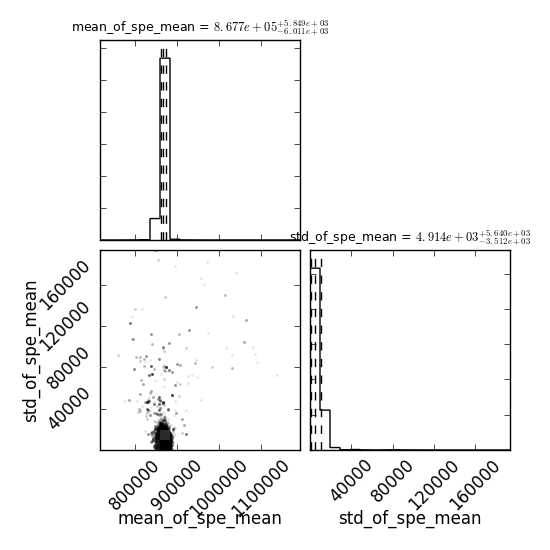 mean_of_spe_mean = 8.677e + 05+5.849e+03−6.011e+03
std_of_spe_mean = 4.914e + 03+5.640e+03−3.512e+03
160000
120000
80000
40000
std_of_spe_mean
800000 900000 1000000 1100000
mean_of_spe_mean
40000 80000 120000 160000
std_of_spe_mean